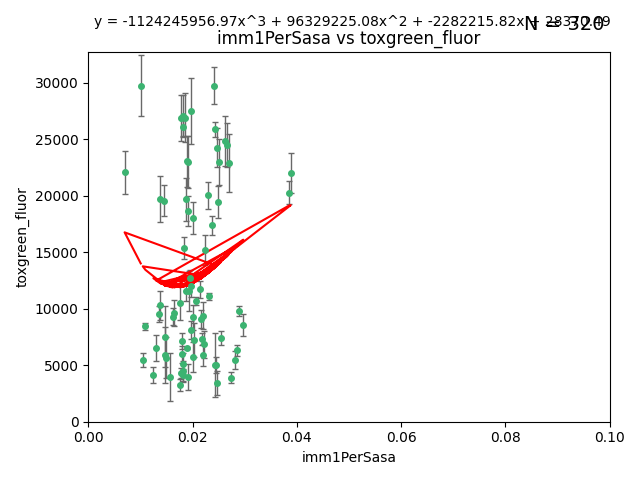 y = -1124245956.97x^3 + 96329225.08x^2 + -2282215.82x + 28370.49
N = 320
imm1PerSasa vs toxgreen_fluor
30000
25000
20000
15000
10000
5000
0
toxgreen_fluor
0.00 0.02 0.04 0.06 0.08 0.10
imm1PerSasa